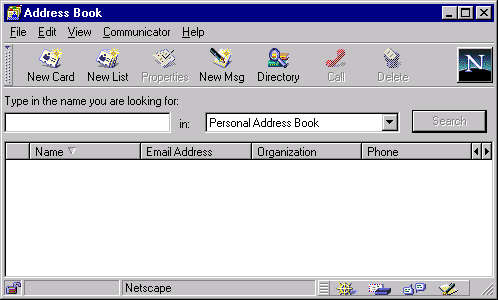 Address Book
File Edit View Communicator Help
New Card New List Properties New Msg Directory Call Delete
N
Type in the name you are looking for:
in: Personal Address Book Search
Name Email Address Organization Phone
Netscape